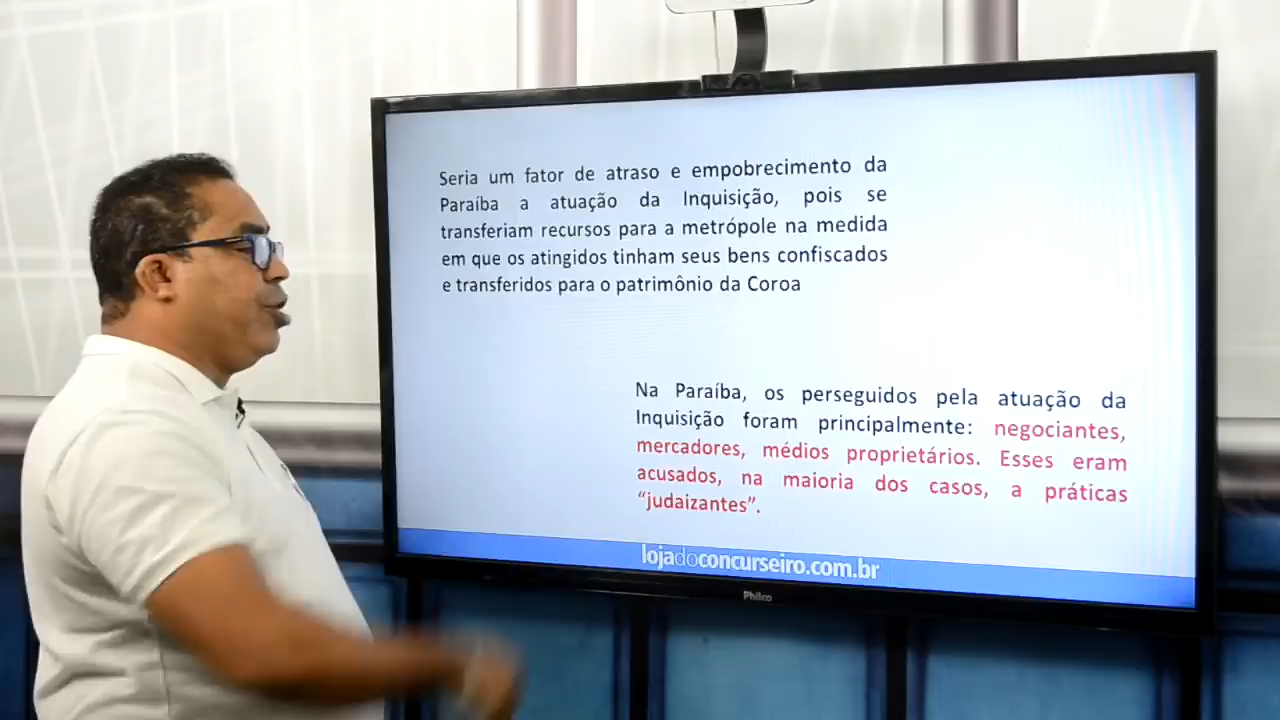 Seria um fator de atraso e empobrecimento da
Paraíba a atuação da Inquisição, pois se
transferiam recursos para a metrópole na medida
em que os atingidos tinham seus bens confiscados
e transferidos para o patrimônio da Coroa
Na Paraíba, os perseguidos pela atuação da
Inquisição foram principalmente: negociantes,
mercadores, médios proprietários. Esses eram
acusados, na maioria dos casos, a práticas
“judaizantes”.
lojadoconcurseiro.com.br
Philco